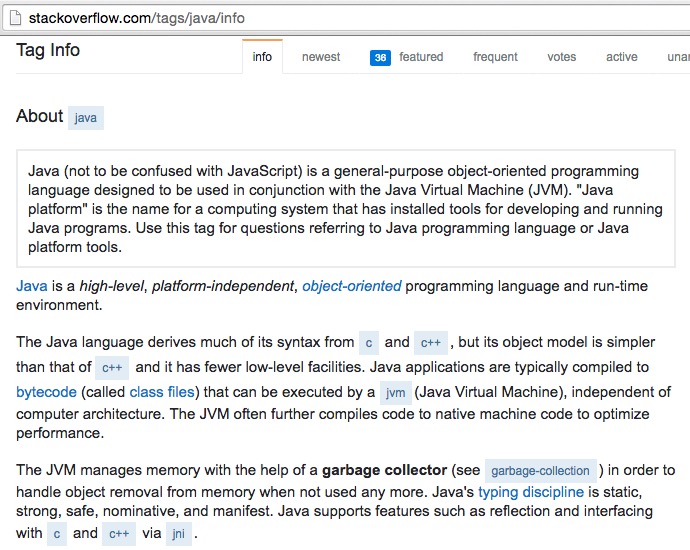 stackoverflow.com/tags/java/info
Tag Info
info newest 36 featured frequent votes active unan
About java
Java (not to be confused with JavaScript) is a general-purpose object-oriented programming
language designed to be used in conjunction with the Java Virtual Machine (JVM). "Java
platform" is the name for a computing system that has installed tools for developing and running
Java programs. Use this tag for questions referring to Java programming language or Java
platform tools.
Java is a high-level, platform-independent, object-oriented programming language and run-time
environment.
The Java language derives much of its syntax from c and c++ , but its object model is simpler
than that of c++ and it has fewer low-level facilities. Java applications are typically compiled to
bytecode (called class files) that can be executed by a jvm (Java Virtual Machine), independent of
computer architecture. The JVM often further compiles code to native machine code to optimize
performance.
The JVM manages memory with the help of a garbage collector (see garbage-collection ) in order to
handle object removal from memory when not used any more. Java's typing discipline is static,
strong, safe, nominative, and manifest. Java supports features such as reflection and interfacing
with c and c++ via jni .